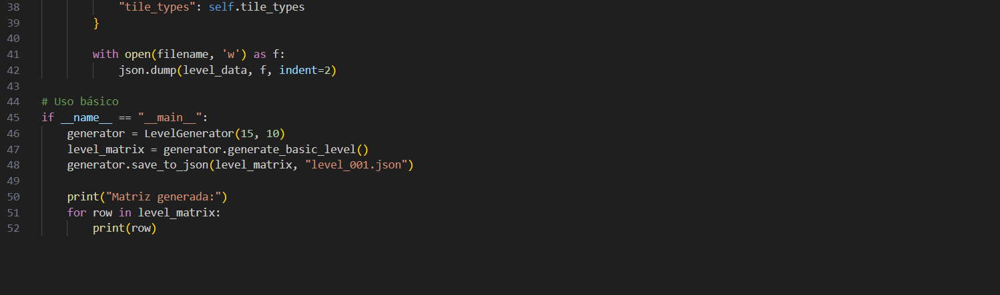 38 "tile_types": self.tile_types
39 }
40
41 with open(filename, 'w') as f:
42 json.dump(level_data, f, indent=2)
43
44 # Uso básico
45 if __name__ == "__main__":
46 generator = LevelGenerator(15, 10)
47 level_matrix = generator.generate_basic_level()
48 generator.save_to_json(level_matrix, "level_001.json")
49
50 print("Matriz generada:")
51 for row in level_matrix:
52 print(row)